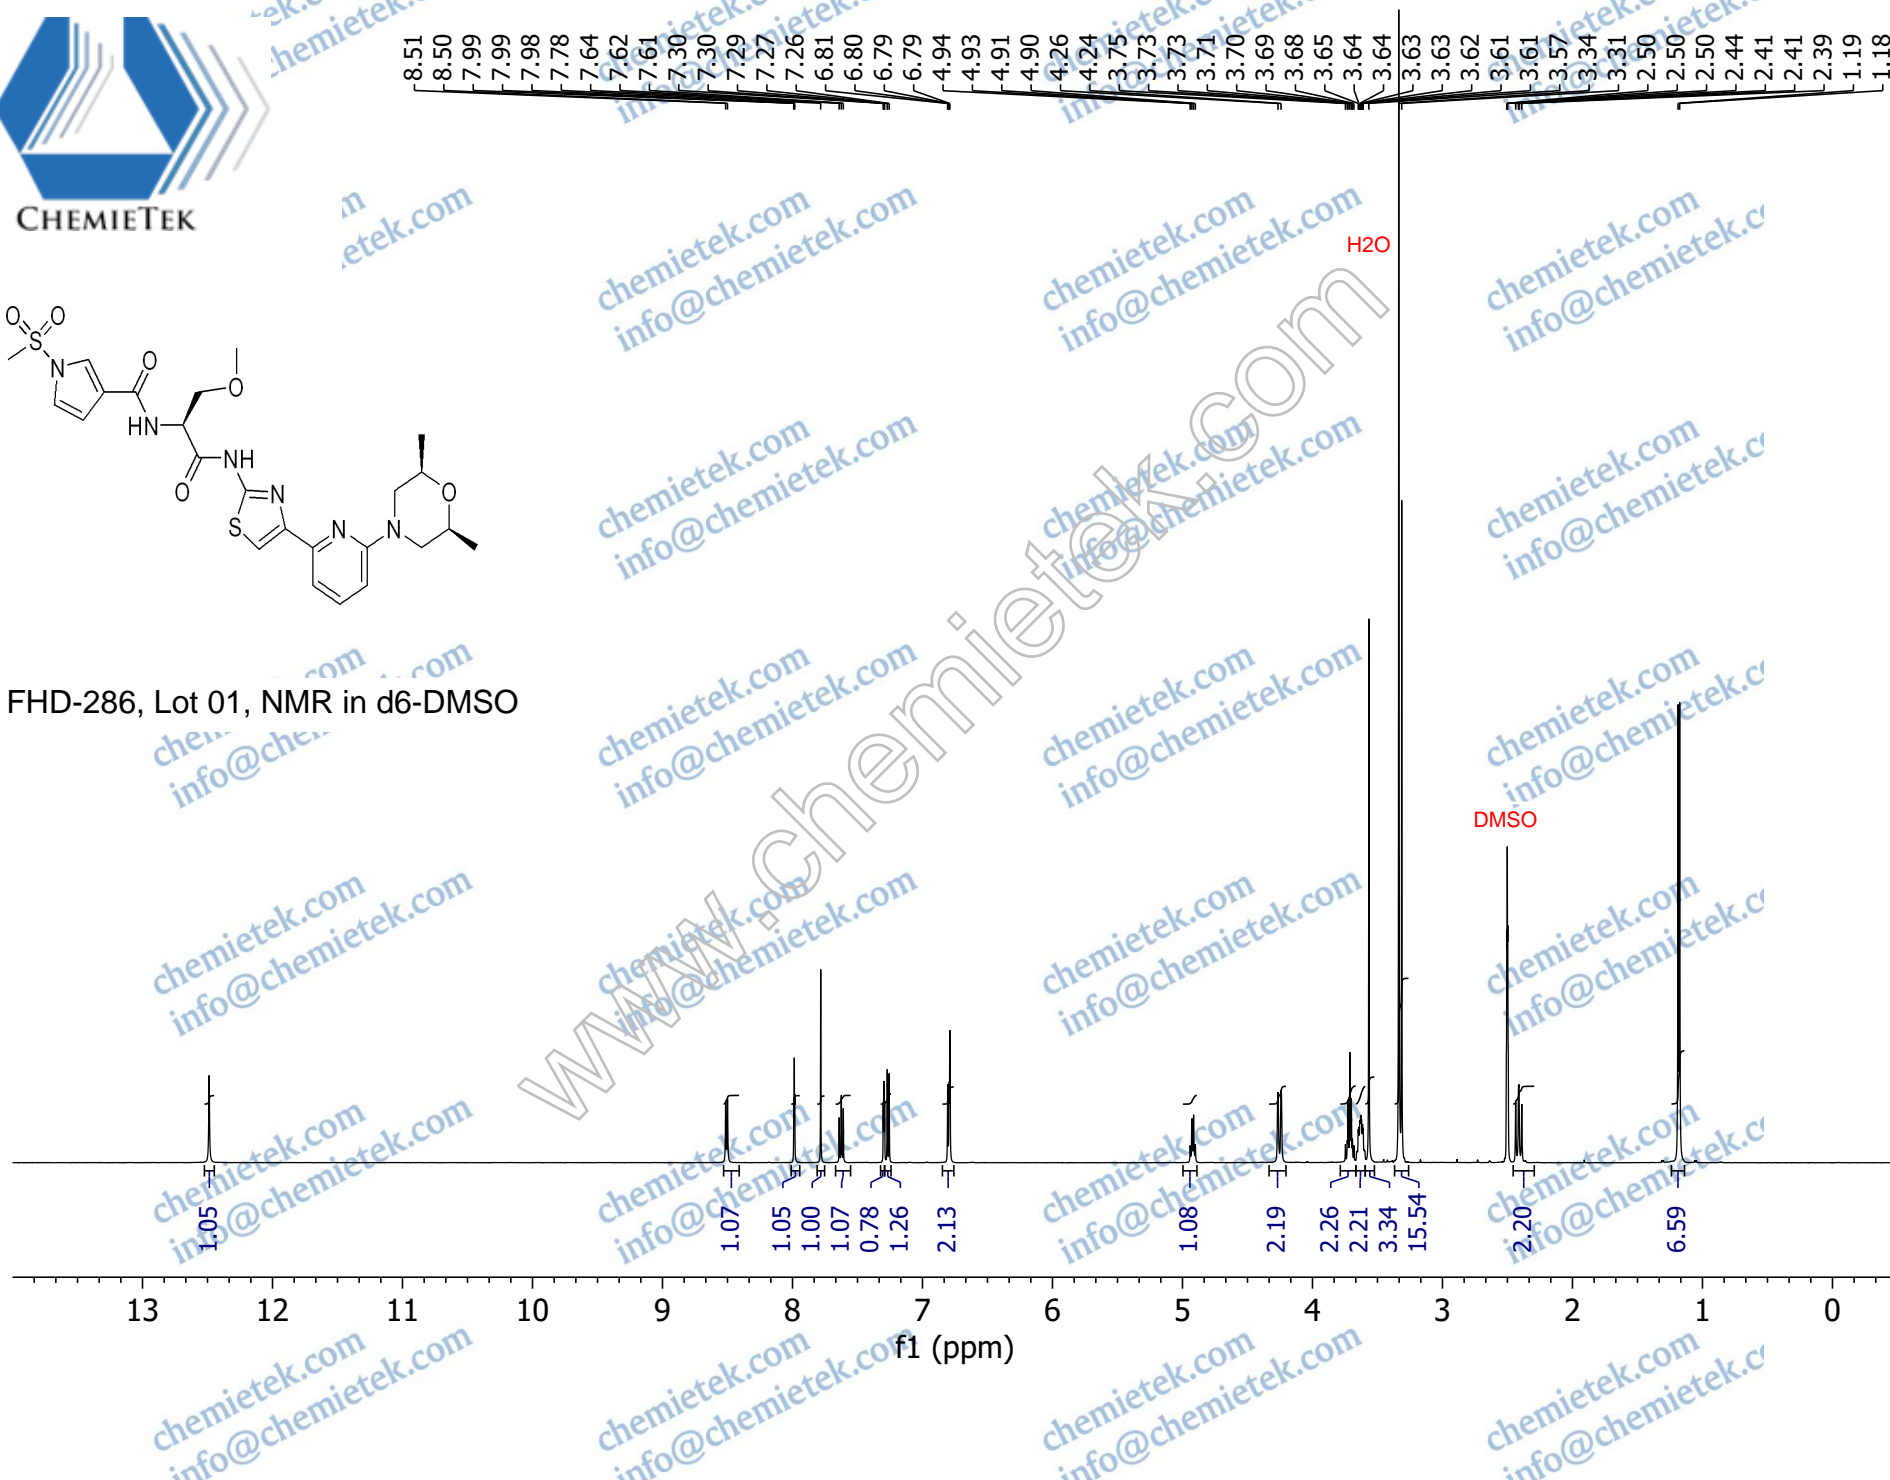 8.51 8.50 7.99 7.99 7.98 7.78 7.64 7.62 7.61 7.30 7.30 7.29 7.27 7.26 6.81 6.80 6.79 6.79 4.94 4.93 4.91 4.90 4.26 4.24 3.75 3.73 3.73 3.71 3.70 3.69 3.68 3.65 3.64 3.64 3.63 3.63 3.62 3.61 3.61 3.57 3.34 3.31 2.50 2.50 2.50 2.44 2.41 2.41 2.39 1.19 1.18
CHEMIETEK
H2O
O O
S
N
O
O
HN
NH
O
N
S
N
N
O
FHD-286, Lot 01, NMR in d6-DMSO
DMSO
www.chemietek.com
chemietek.com
info@chemietek.com
1.05 1.07 1.05 1.00 1.07 0.78 1.26 2.13 1.08 2.19 2.26 2.21 3.34 15.54 2.20 6.59
13 12 11 10 9 8 7 6 5 4 3 2 1 0
f1 (ppm)